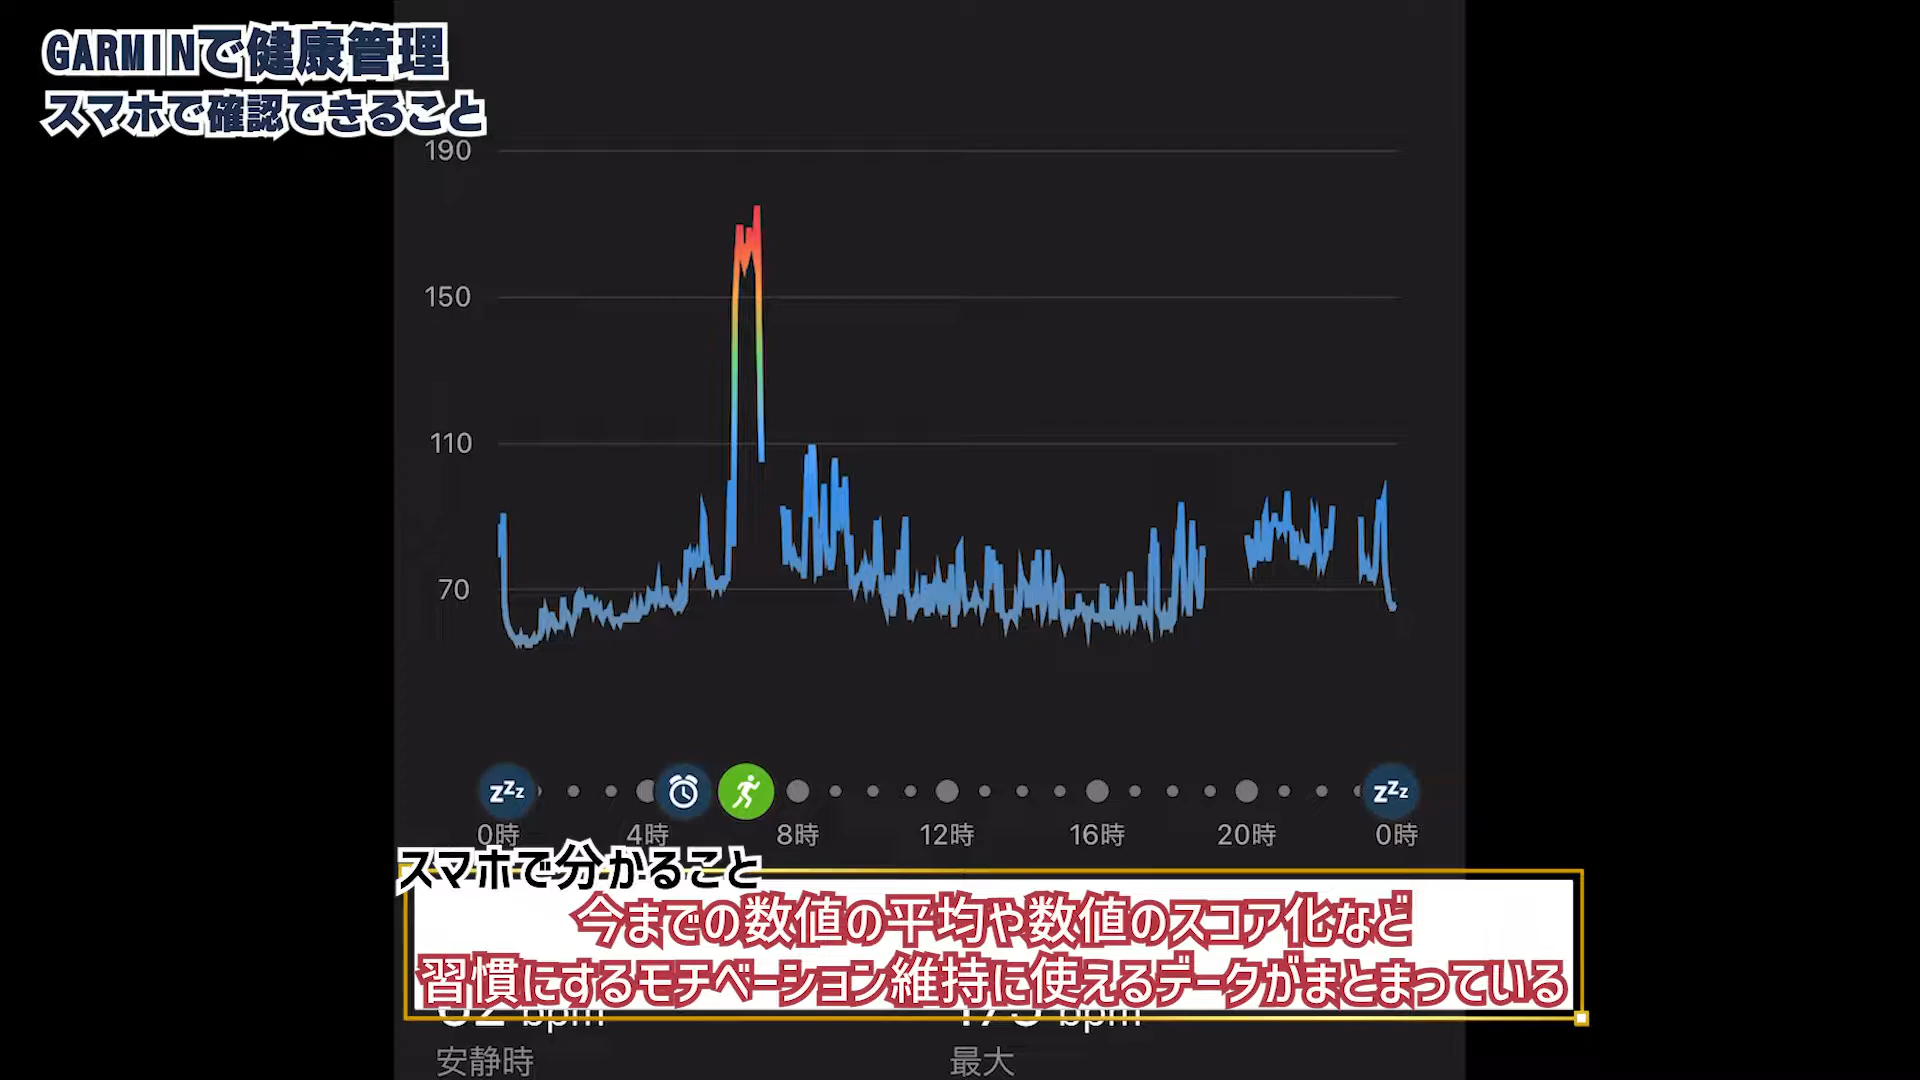 GARMINで健康管理
スマホで確認できること
190
150
110
70
zzz
zzz
0時 4時 8時 12時 16時 20時 0時
スマホで分かること
今までの数値の平均や数値のスコア化など
習慣にするモチベーション維持に使えるデータがまとまっている
bpm bpm
安静時 最大